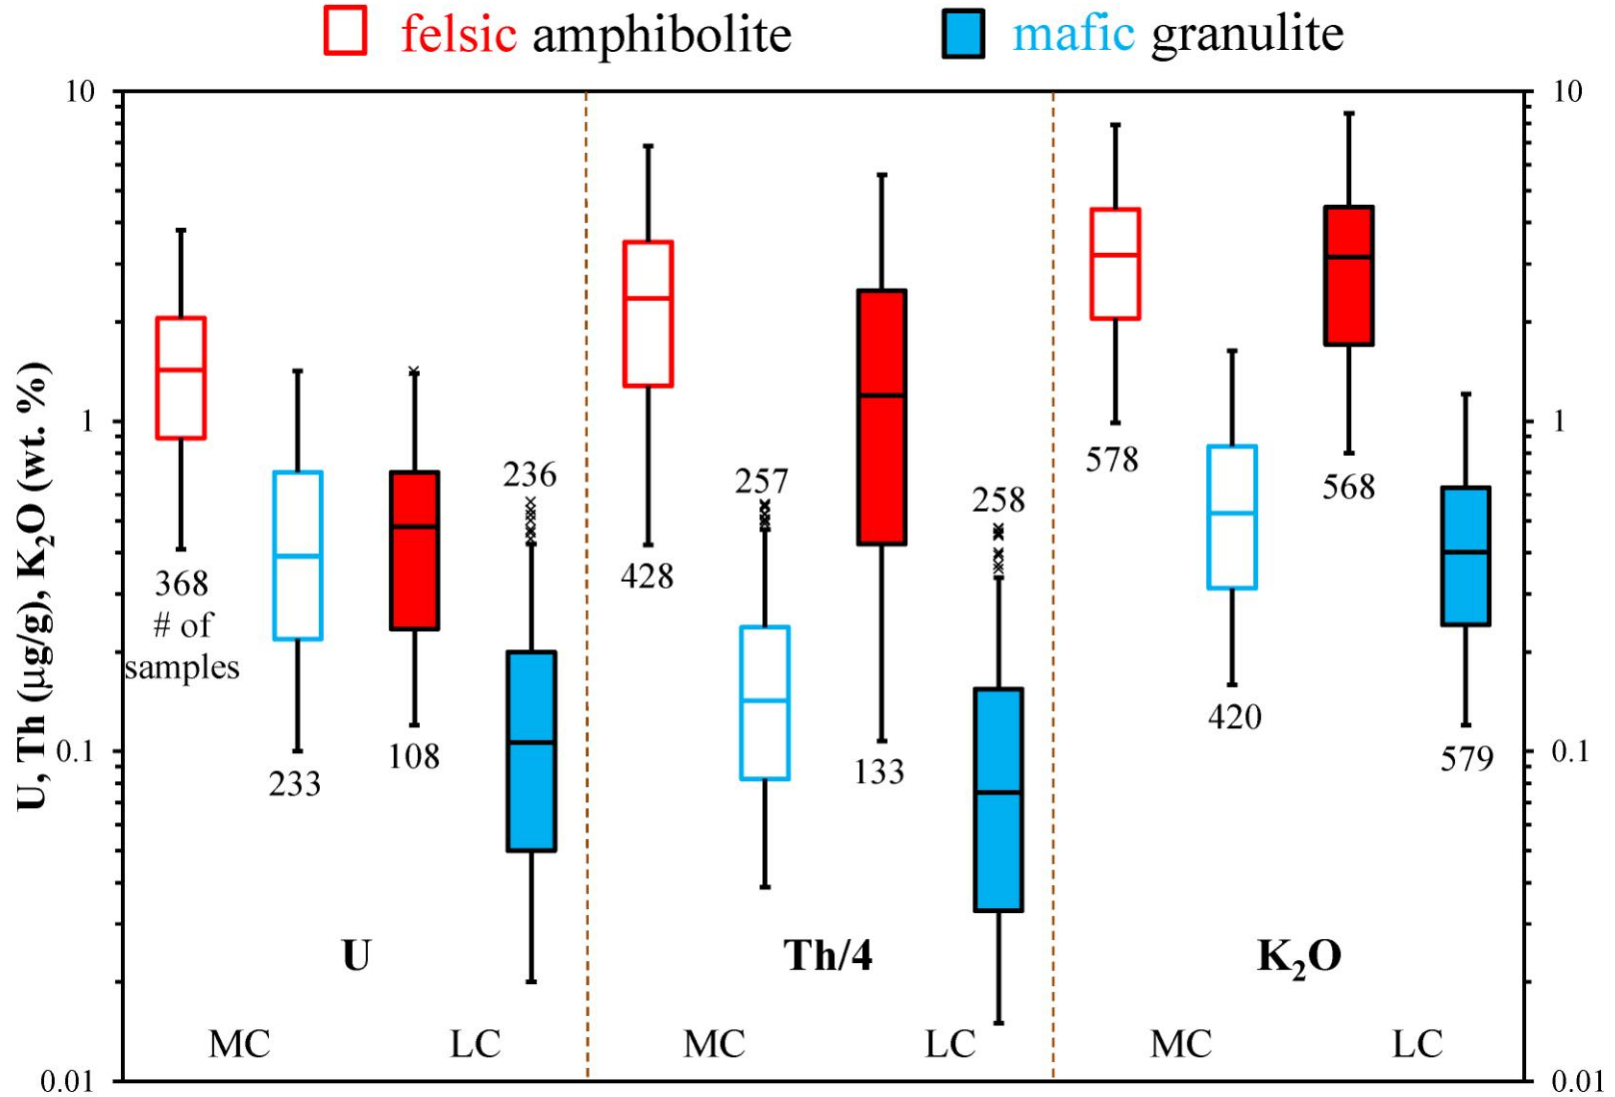 felsic amphibolite
mafic granulite
U, Th (µg/g), K₂O (wt. %)
10
1
0.1
0.01
10
1
0.1
0.01
368
# of
samples
233
108
236
428
257
133
258
578
420
568
579
U
Th/4
K₂O
MC
LC
MC
LC
MC
LC